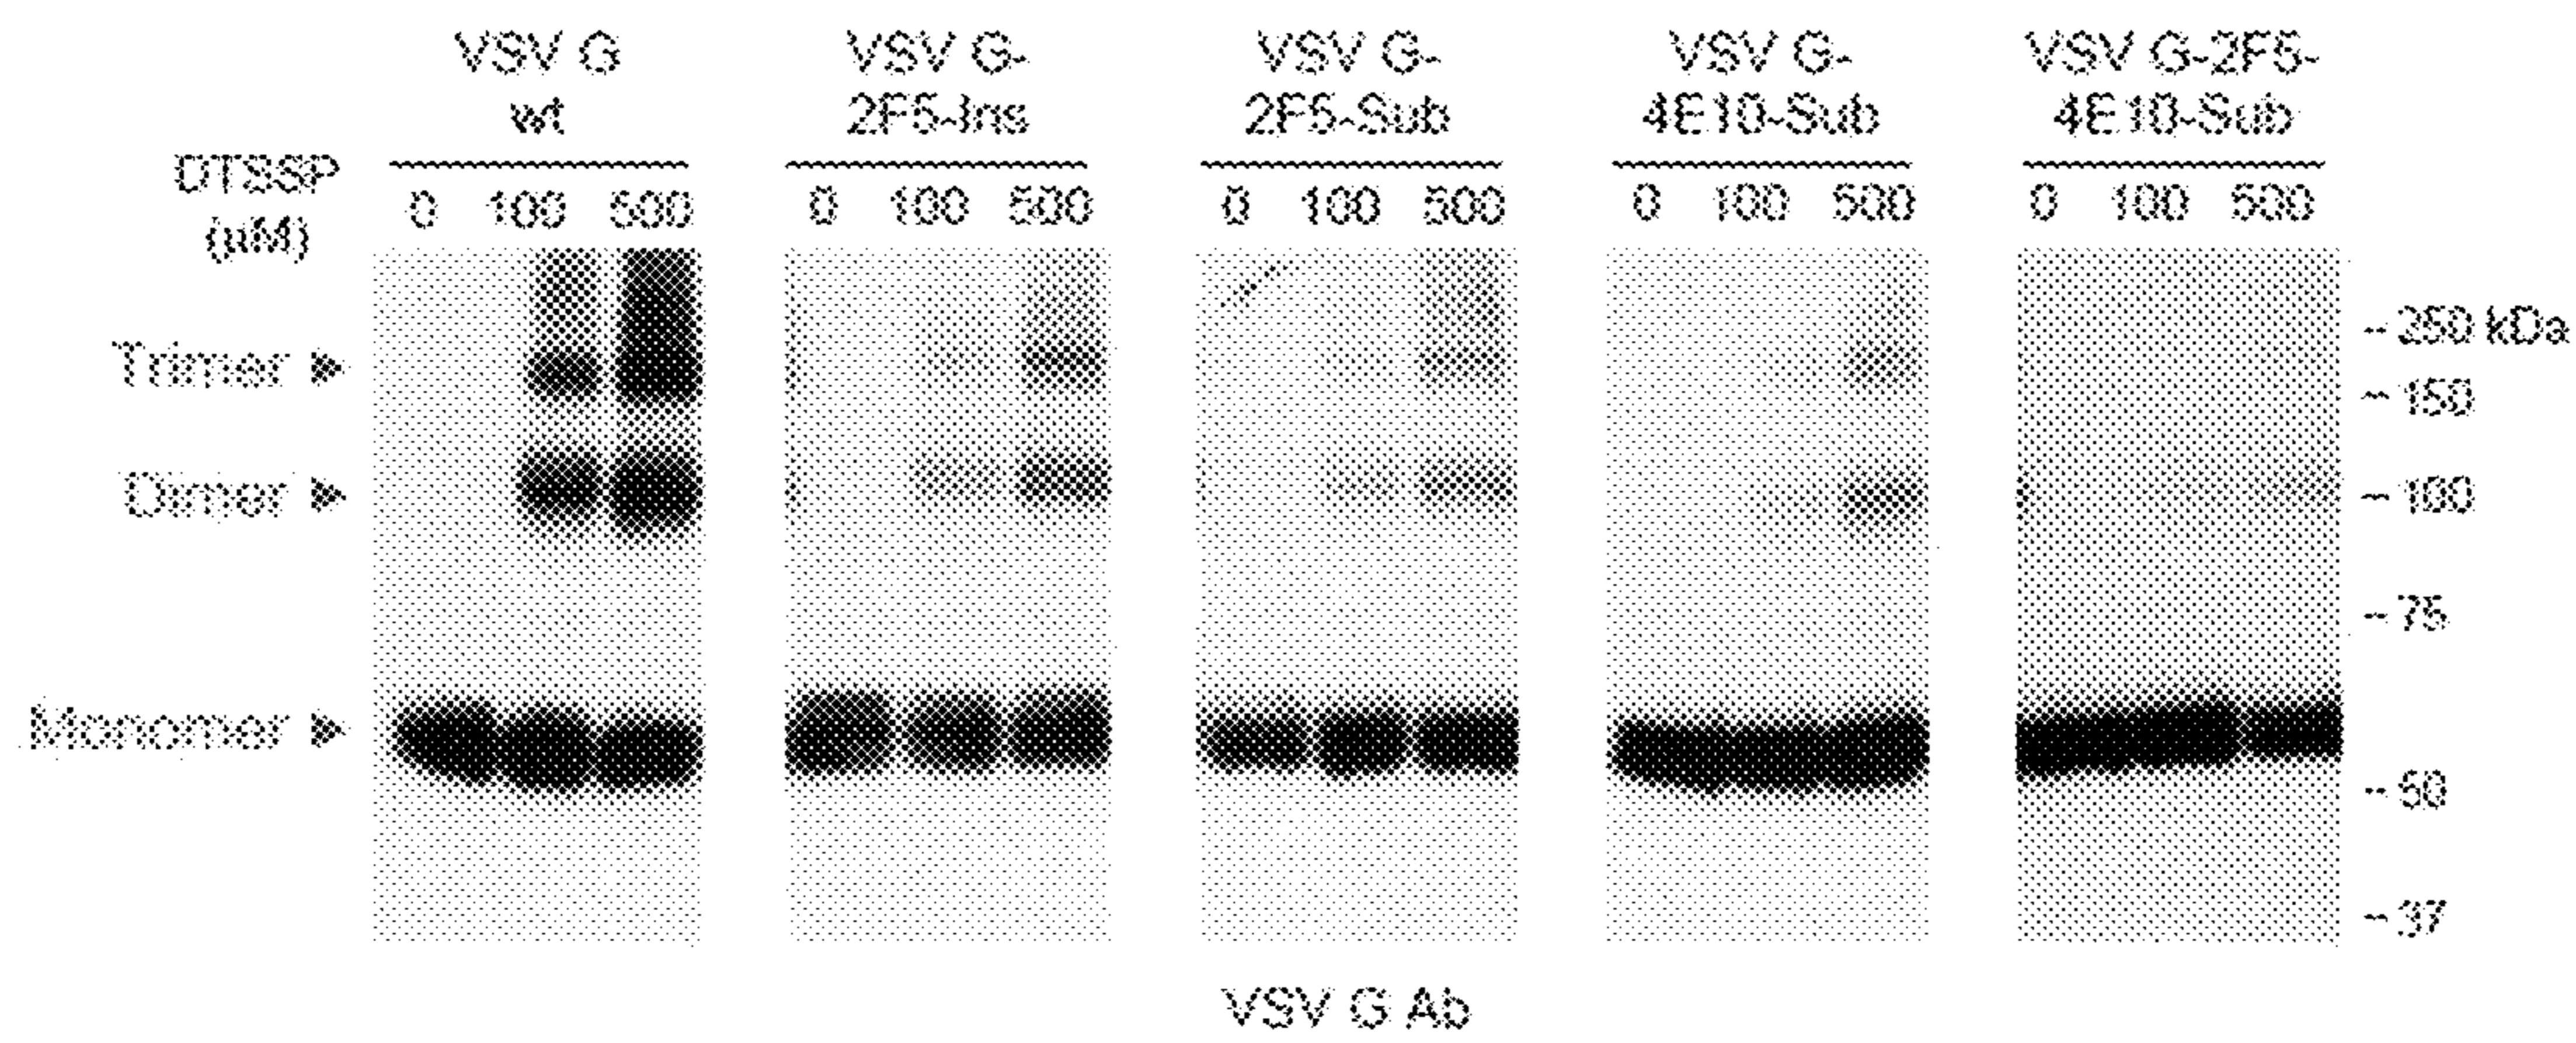 VSV G wt
VSV G-2F5-Ins
VSV G-2F5-Sub
VSV G-4E10-Sub
VSV G-2F5-4E10-Sub
DTSSP (µM)
0 100 500
0 100 500
0 100 500
0 100 500
0 100 500
Trimer
Dimer
Monomer
- 250 kDa
- 150
- 100
- 75
- 50
- 37
VSV G Ab